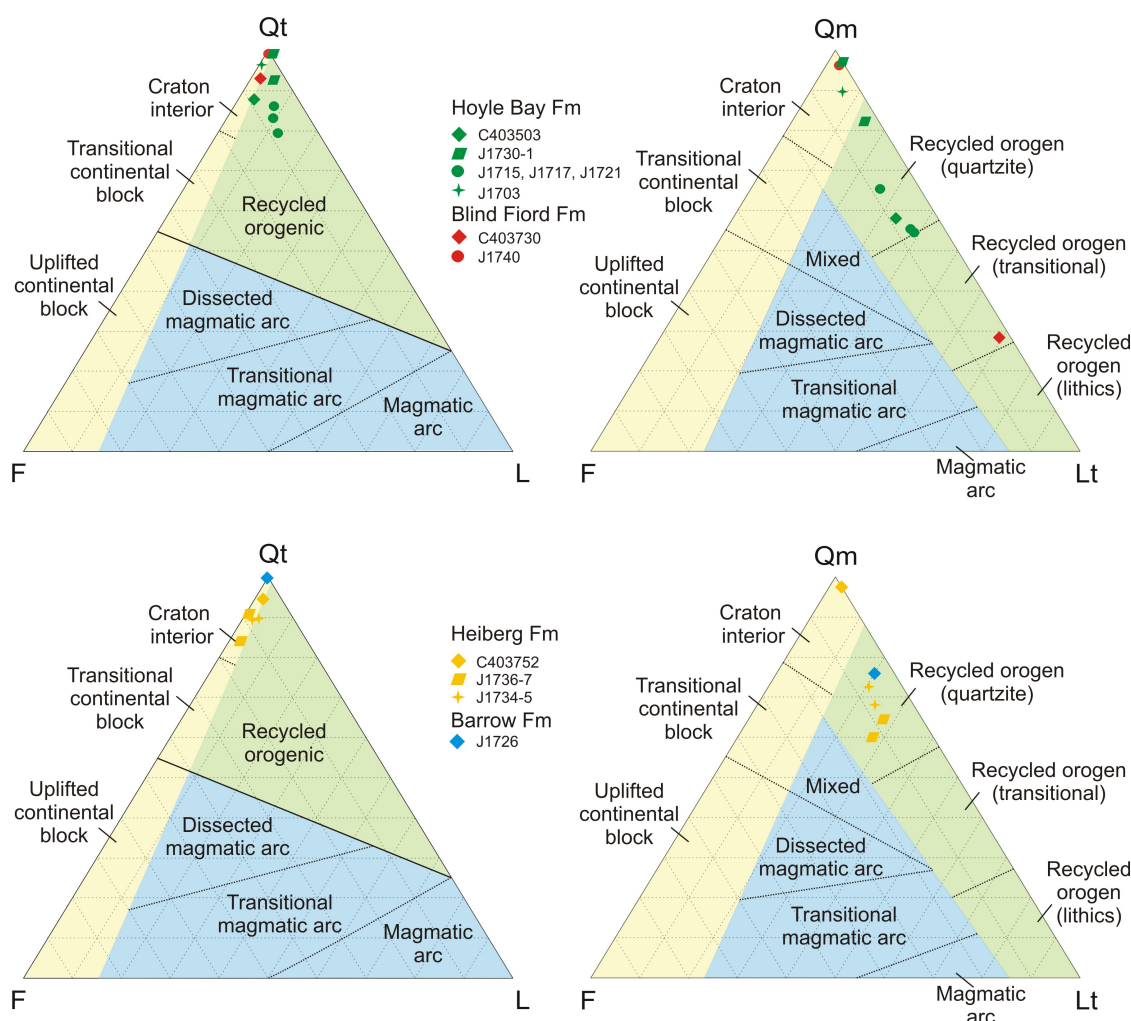 Qt
Craton
interior
Transitional
continental
block
Uplifted
continental
block
Recycled
orogenic
Dissected
magmatic arc
Transitional
magmatic arc
Magmatic
arc
F
L
Hoyle Bay Fm
C403503
J1730-1
J1715, J1717, J1721
J1703
Blind Fiord Fm
C403730
J1740
Qm
Craton
interior
Transitional
continental
block
Uplifted
continental
block
Recycled orogen
(quartzite)
Recycled orogen
(transitional)
Recycled
orogen
(lithics)
Mixed
Dissected
magmatic arc
Transitional
magmatic arc
Magmatic
arc
F
Lt
Qt
Craton
interior
Transitional
continental
block
Uplifted
continental
block
Recycled
orogenic
Dissected
magmatic arc
Transitional
magmatic arc
Magmatic
arc
F
L
Heiberg Fm
C403752
J1736-7
J1734-5
Barrow Fm
J1726
Qm
Craton
interior
Transitional
continental
block
Uplifted
continental
block
Recycled orogen
(quartzite)
Recycled orogen
(transitional)
Recycled
orogen
(lithics)
Mixed
Dissected
magmatic arc
Transitional
magmatic arc
Magmatic
arc
F
Lt